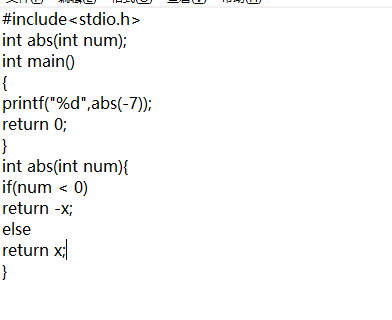 #include<stdio.h>
int abs(int num);
int main()
{
printf("%d",abs(-7));
return 0;
}
int abs(int num){
if(num < 0)
return -x;
else
return x;
}